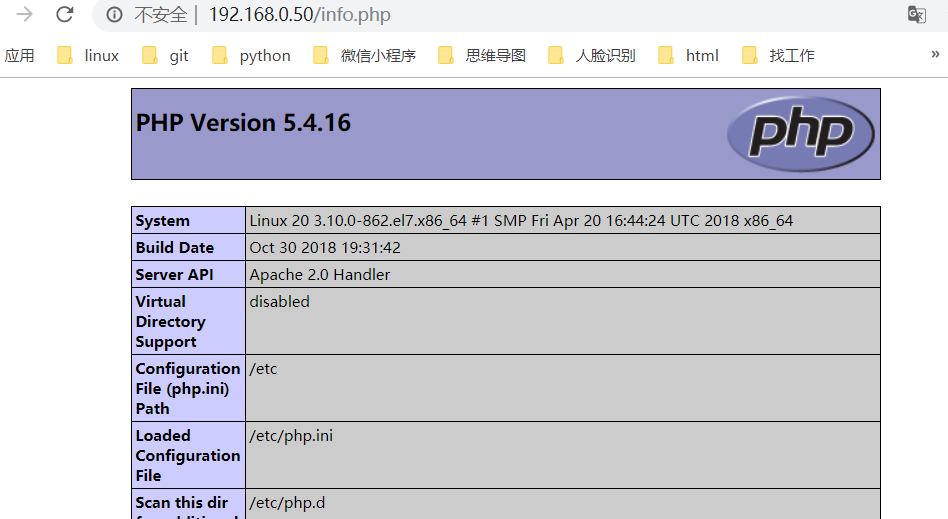 不安全 | 192.168.0.50/info.php
应用 linux git python 微信小程序 思维导图 人脸识别 html 找工作 »
PHP Version 5.4.16 php
System Linux 20 3.10.0-862.el7.x86_64 #1 SMP Fri Apr 20 16:44:24 UTC 2018 x86_64
Build Date Oct 30 2018 19:31:42
Server API Apache 2.0 Handler
Virtual disabled
Directory
Support
Configuration /etc
File (php.ini)
Path
Loaded /etc/php.ini
Configuration
File
Scan this dir /etc/php.d
for additional